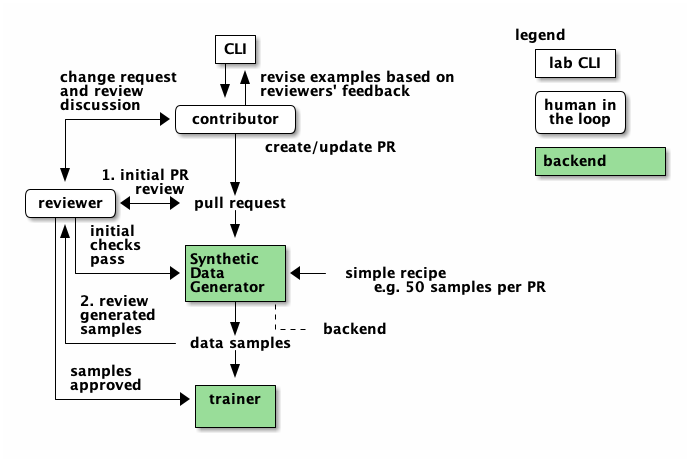 legend
CLI
lab CLI
change request
and review
discussion
revise examples based on
reviewers' feedback
human in
the loop
contributor
create/update PR
backend
1. initial PR
review
reviewer
pull request
initial
checks
pass
Synthetic
Data
Generator
simple recipe
e.g. 50 samples per PR
2. review
generated
samples
backend
data samples
samples
approved
trainer